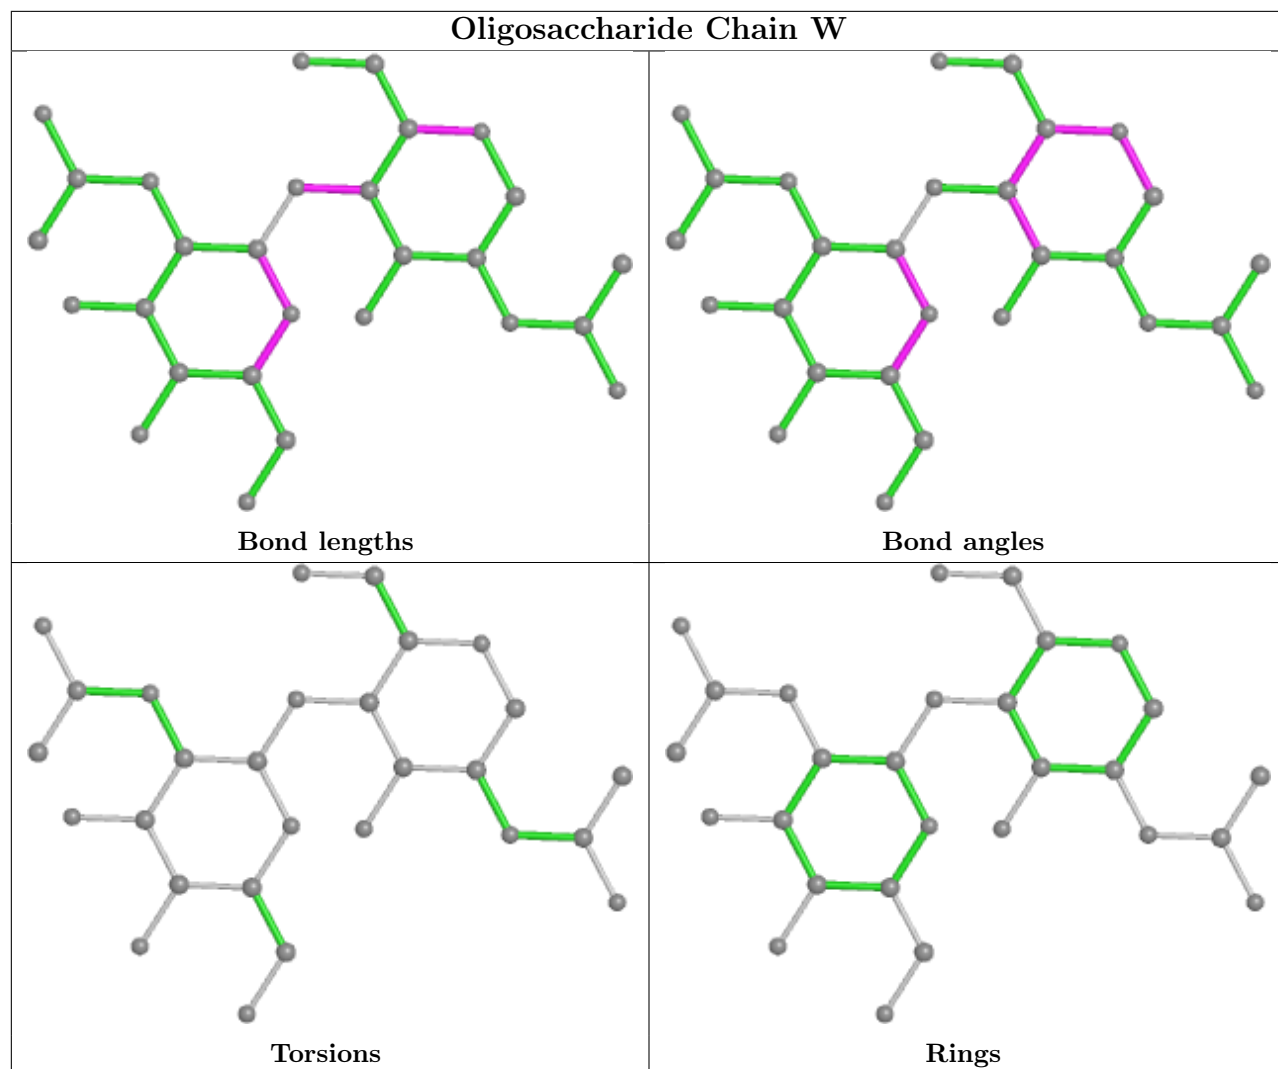 Oligosaccharide Chain W
Bond lengths
Bond angles
Torsions
Rings